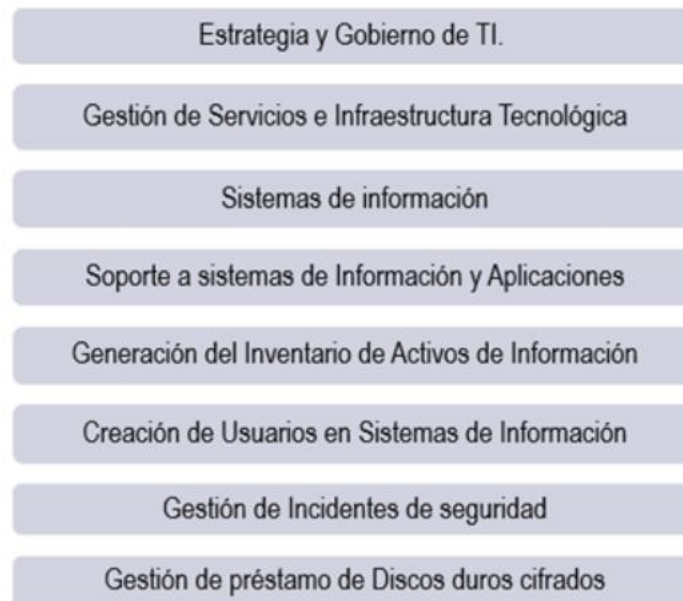 Estrategia y Gobierno de TI.
Gestión de Servicios e Infraestructura Tecnológica
Sistemas de información
Soporte a sistemas de Información y Aplicaciones
Generación del Inventario de Activos de Información
Creación de Usuarios en Sistemas de Información
Gestión de Incidentes de seguridad
Gestión de préstamo de Discos duros cifrados